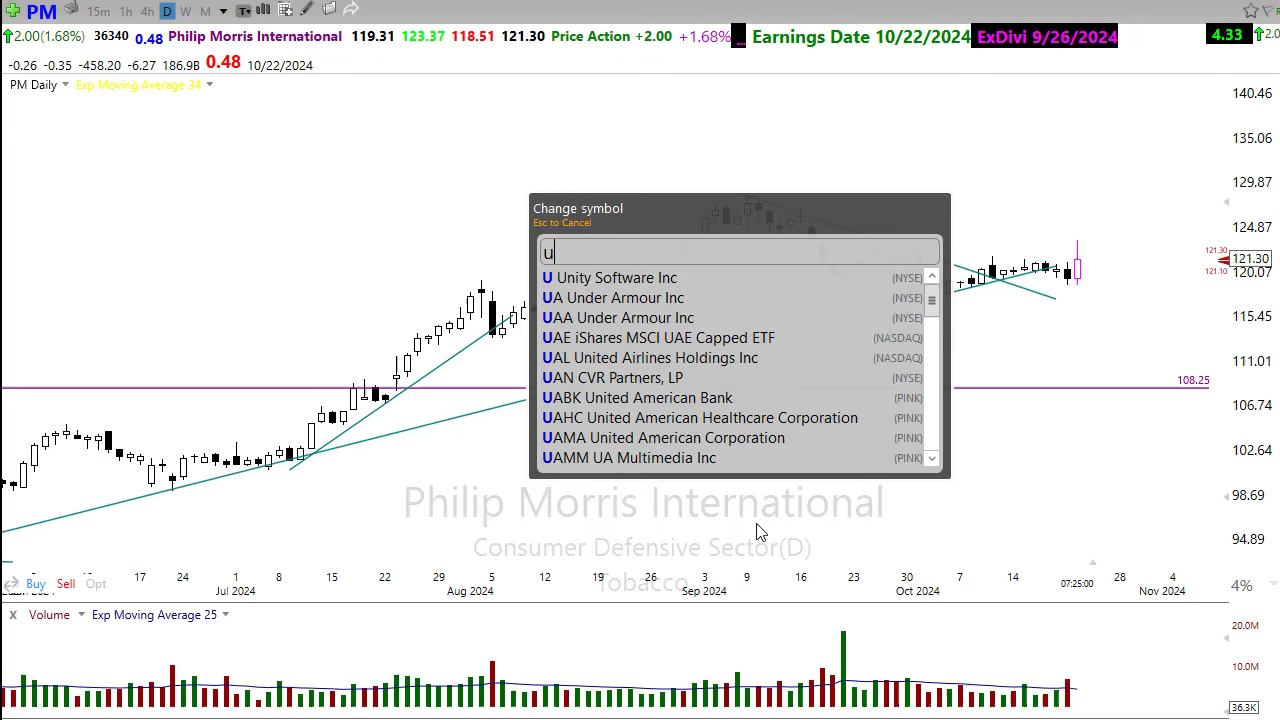 PM 15m 1h 4h D W M T
2.00(1.68%) 36340 0.48 Philip Morris International 119.31 123.37 118.51 121.30 Price Action +2.00 +1.68% ... Earnings Date 10/22/2024 ExDivi 9/26/2024 4.33 2.0
-0.26 -0.35 -458.20 -6.27 186.9B 0.48 10/22/2024
PM Daily Exp Moving Average 34
140.46
135.06
129.87
124.87
121.30
121.30
121.10
120.07
115.45
111.01
108.25
106.74
102.64
98.69
94.89
Change symbol
Esc to Cancel
u
U Unity Software Inc (NYSE)
UA Under Armour Inc (NYSE)
UAA Under Armour Inc (NYSE)
UAE iShares MSCI UAE Capped ETF (NASDAQ)
UAL United Airlines Holdings Inc (NASDAQ)
UAN CVR Partners, LP (NYSE)
UABK United American Bank (PINK)
UAHC United American Healthcare Corporation (PINK)
UAMA United American Corporation (PINK)
UAMM UA Multimedia Inc (PINK)
Philip Morris International
Consumer Defensive Sector(D)
Tobacco
17 24 1 8 15 22 29 5 12 19 26 3 9 16 23 30 7 14 07:25:00 28 4
Buy Sell Opt 4%
Jul 2024 Aug 2024 Sep 2024 Oct 2024 Nov 2024
X Volume Exp Moving Average 25
20.0M
10.0M
36.3K